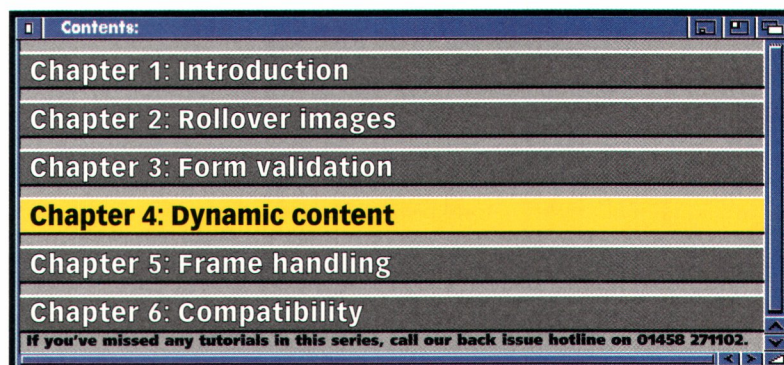 Contents:
Chapter 1: Introduction
Chapter 2: Rollover images
Chapter 3: Form validation
Chapter 4: Dynamic content
Chapter 5: Frame handling
Chapter 6: Compatibility
If you've missed any tutorials in this series, call our back issue hotline on 01458 271102.